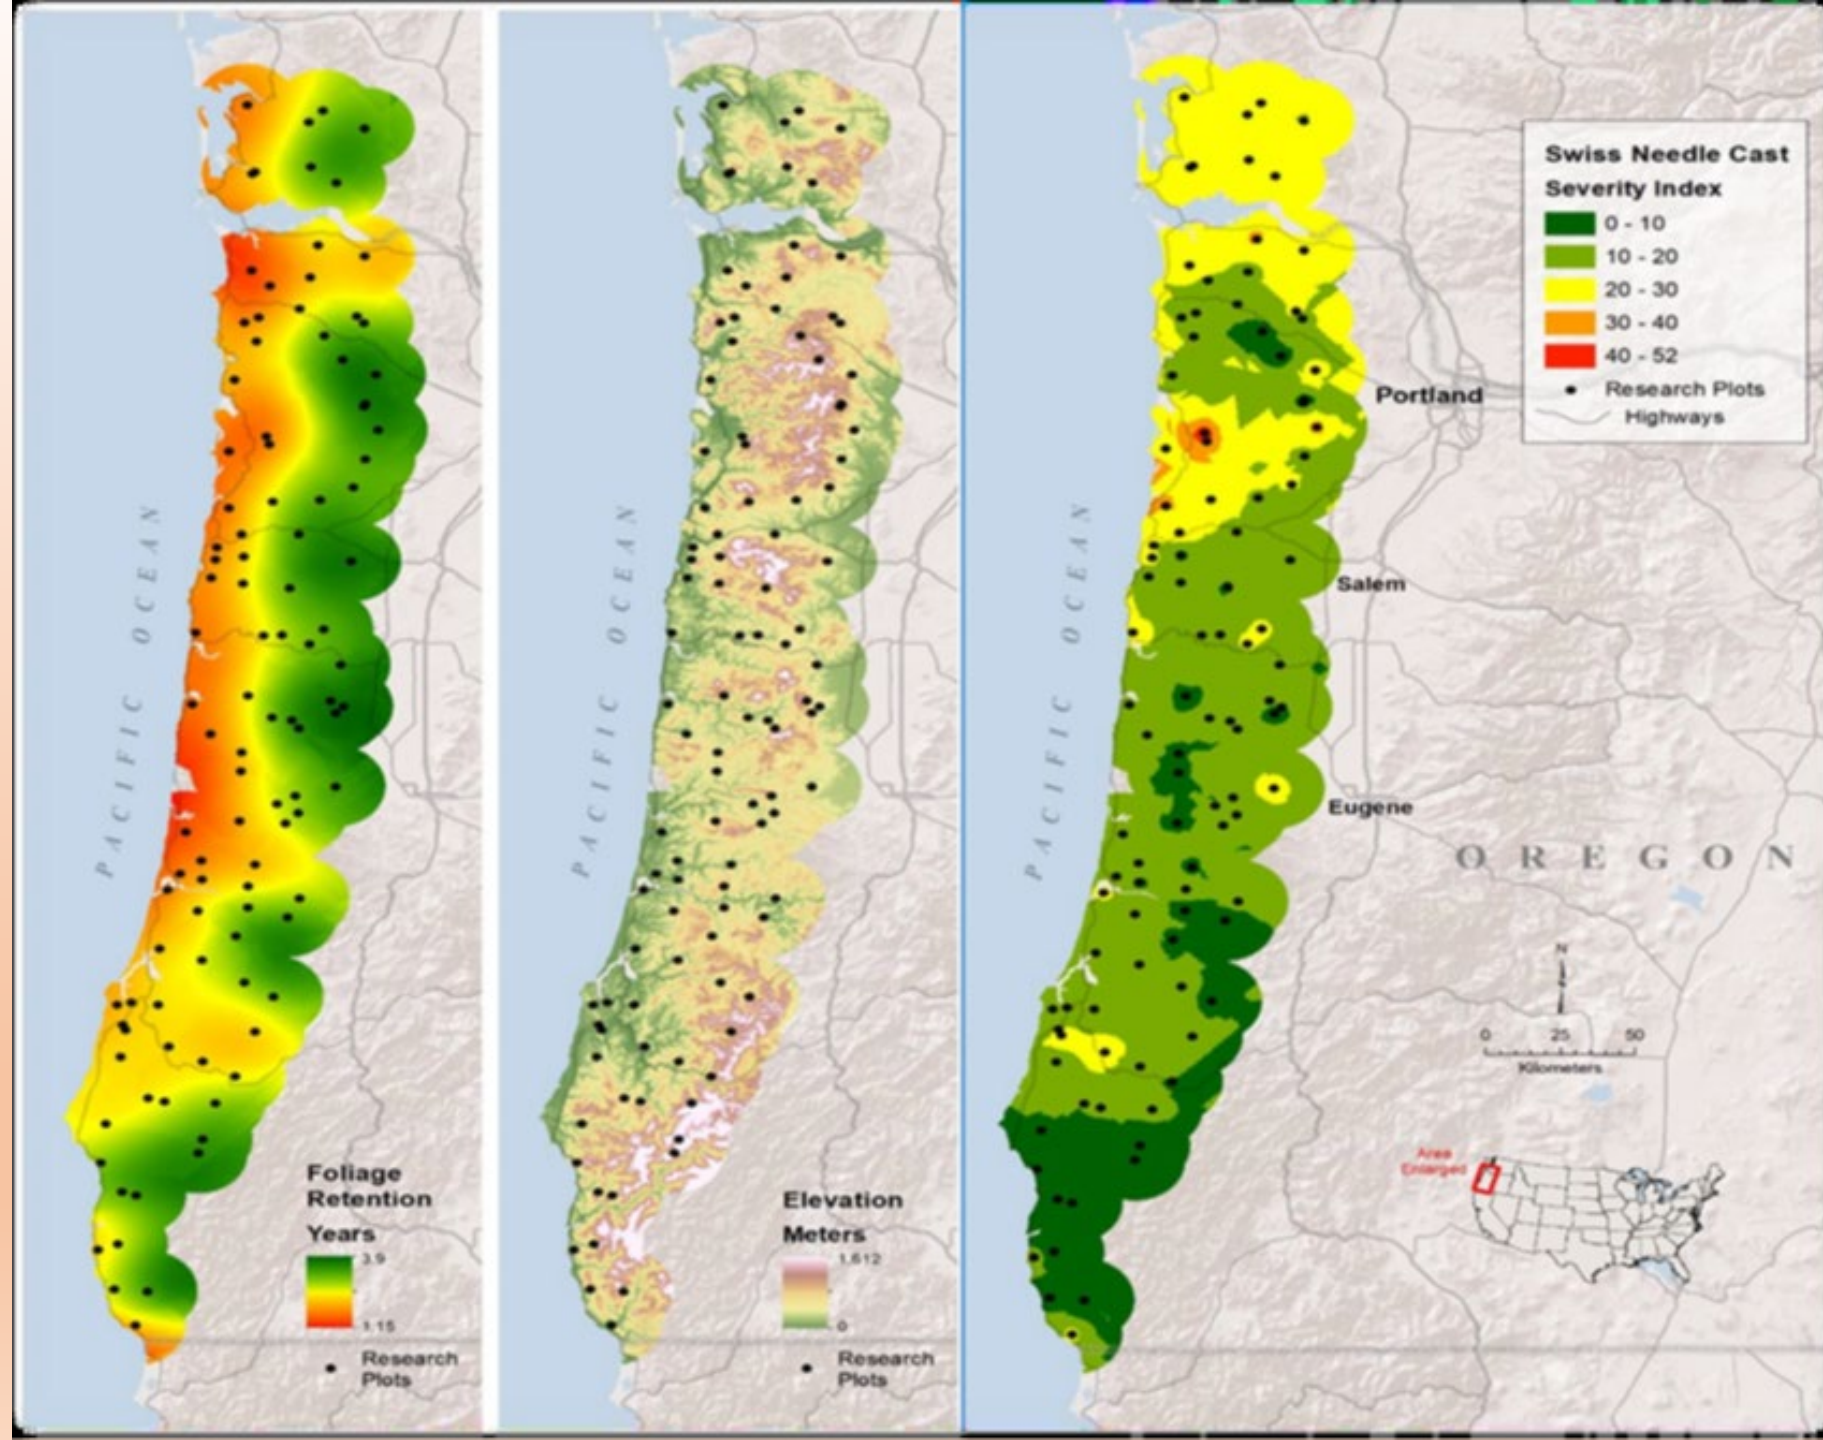 PACIFIC OCEAN
Foliage
Retention
Years
3.9
1.15
Research
Plots
PACIFIC OCEAN
Elevation
Meters
1,612
0
Research
Plots
PACIFIC OCEAN
Swiss Needle Cast
Severity Index
0 - 10
10 - 20
20 - 30
30 - 40
40 - 52
Research Plots
Highways
Portland
Salem
Eugene
OREGON
N
0 25 50
Kilometers
Area
Enlarged